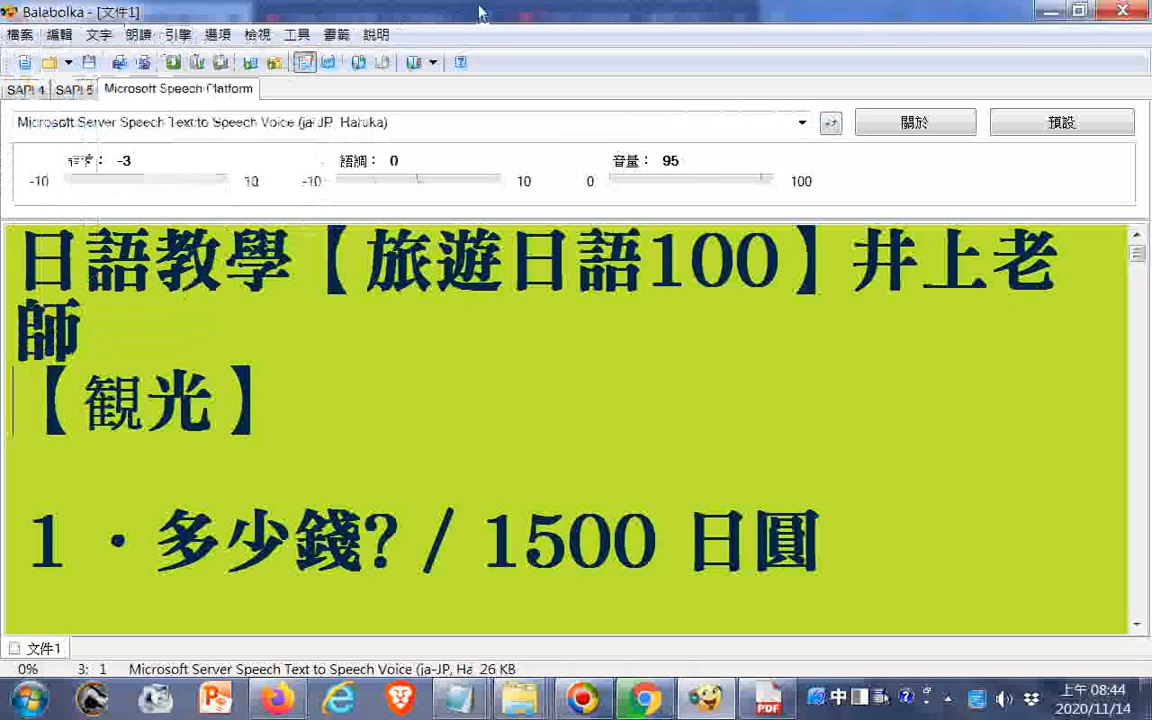 Balabolka - [文件1]
檔案 編輯 文字 朗讀 引擎 選項 檢視 工具 書籤 說明
SAPI 4 SAPI 5 Microsoft Speech Platform
Microsoft Server Speech Text to Speech Voice (ja-JP, Haruka) 關於 預設
-3 語調： 0 音量： 95
-10 10 -10 10 0 100
日語教學【旅遊日語100】井上老
師
【観光】
1 · 多少錢? / 1500 日圓
文件1
0% 3: 1 Microsoft Server Speech Text to Speech Voice (ja-JP, Ha 26 KB
中
PDF
上午 08:44
2020/11/14